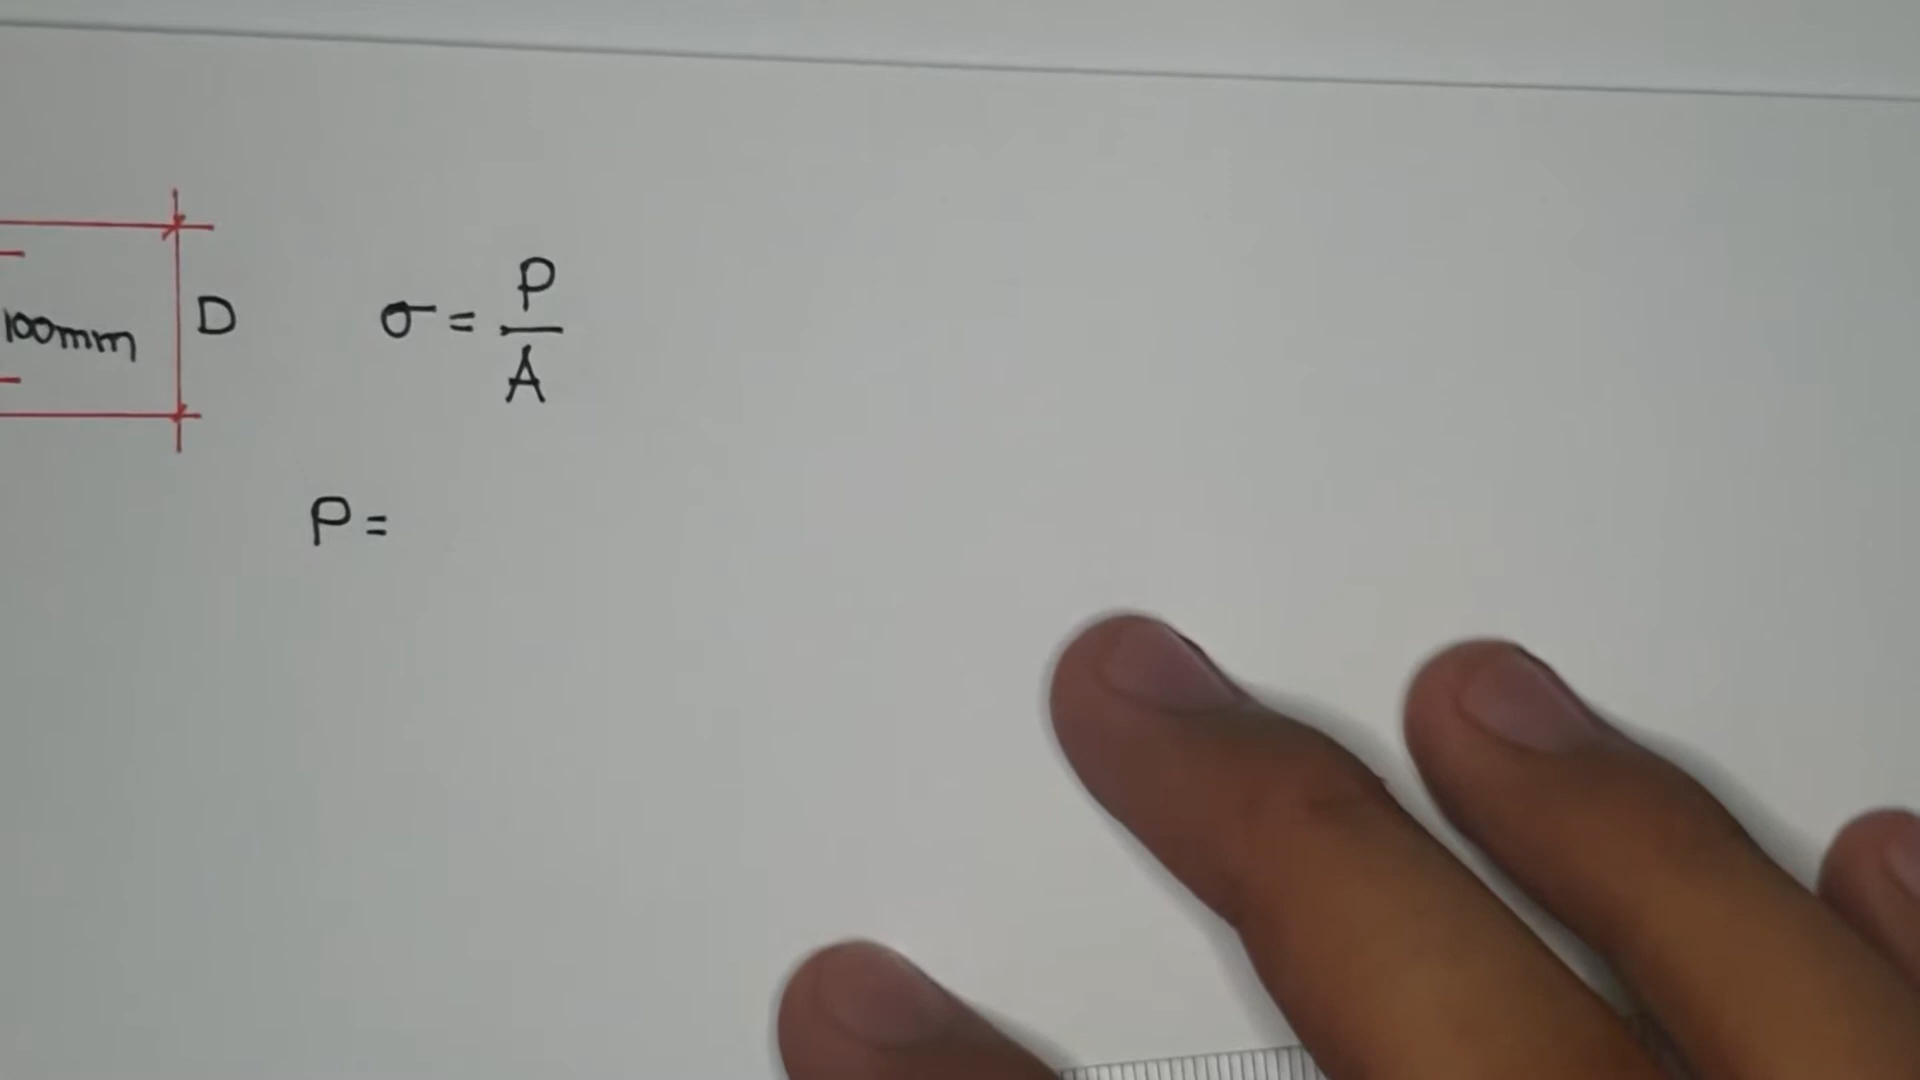 100mm D
σ = P/A
P =